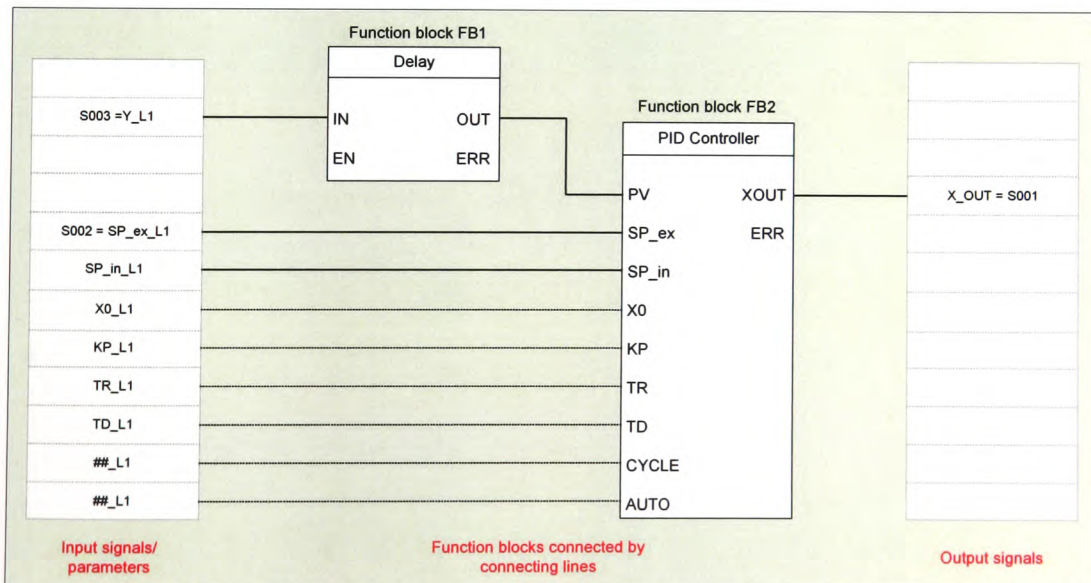 Function block FB1
Delay
IN OUT
EN ERR
Function block FB2
PID Controller
PV XOUT
SP_ex ERR
SP_in
X0
KP
TR
TD
CYCLE
AUTO
S003 =Y_L1
S002 = SP_ex_L1
SP_in_L1
X0_L1
KP_L1
TR_L1
TD_L1
##_L1
##_L1
X_OUT = S001
Input signals/
parameters
Function blocks connected by
connecting lines
Output signals